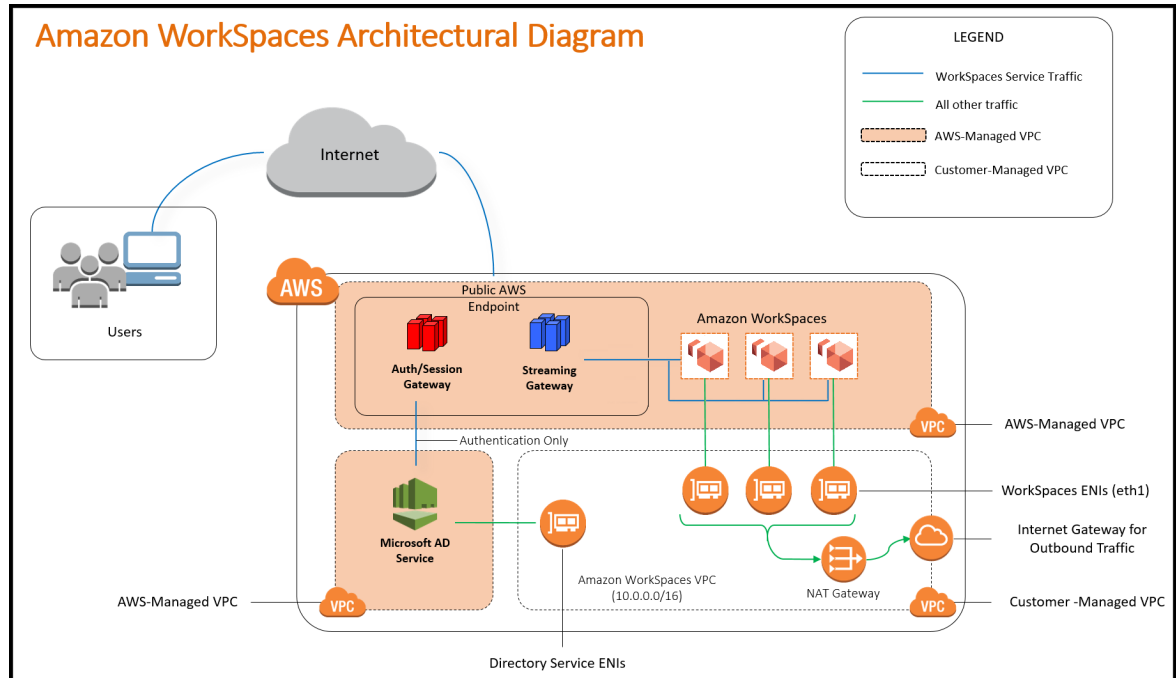 Amazon WorkSpaces Architectural Diagram
LEGEND
WorkSpaces Service Traffic
All other traffic
AWS-Managed VPC
Customer-Managed VPC
Internet
Users
AWS
Public AWS
Endpoint
Auth/Session
Gateway
Streaming
Gateway
Amazon WorkSpaces
VPC
AWS-Managed VPC
Authentication Only
Microsoft AD
Service
WorkSpaces ENIs (eth1)
Internet Gateway for
Outbound Traffic
NAT Gateway
Amazon WorkSpaces VPC
(10.0.0.0/16)
AWS-Managed VPC
VPC
VPC
Customer -Managed VPC
Directory Service ENIs